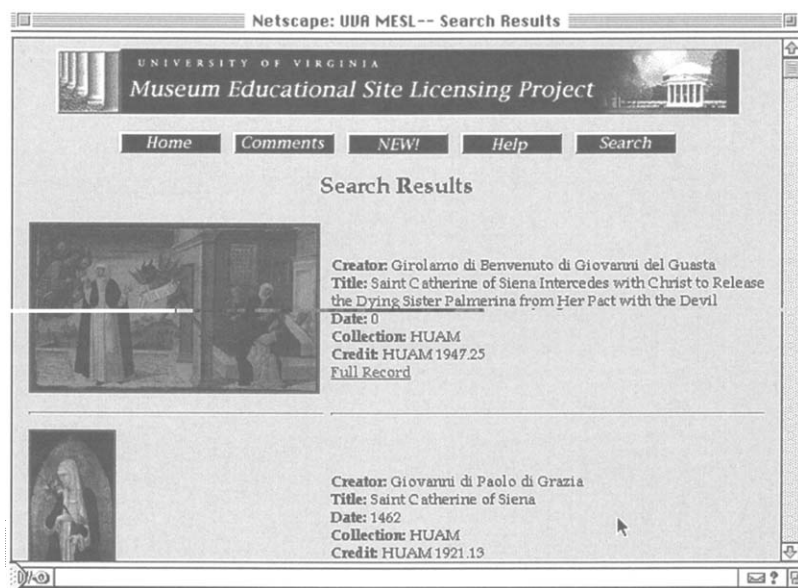 Netscape: UVA MESL-- Search Results
UNIVERSITY OF VIRGINIA
Museum Educational Site Licensing Project
Home Comments NEW! Help Search
Search Results
Creator: Girolamo di Benvenuto di Giovanni del Guasta
Title: Saint Catherine of Siena Intercedes with Christ to Release
the Dying Sister Palmerina from Her Pact with the Devil
Date: 0
Collection: HUAM
Credit: HUAM 1947.25
Full Record
Creator: Giovanni di Paolo di Grazia
Title: Saint Catherine of Siena
Date: 1462
Collection: HUAM
Credit: HUAM 1921.13
?